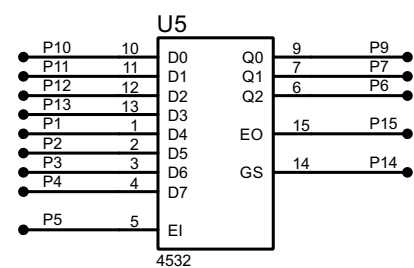 U5
P10 10 D0 Q0 9 P9
P11 11 D1 Q1 7 P7
P12 12 D2 Q2 6 P6
P13 13 D3
P1 1 D4 EO 15 P15
P2 2 D5
P3 3 D6 GS 14 P14
P4 4 D7
P5 5 EI
4532